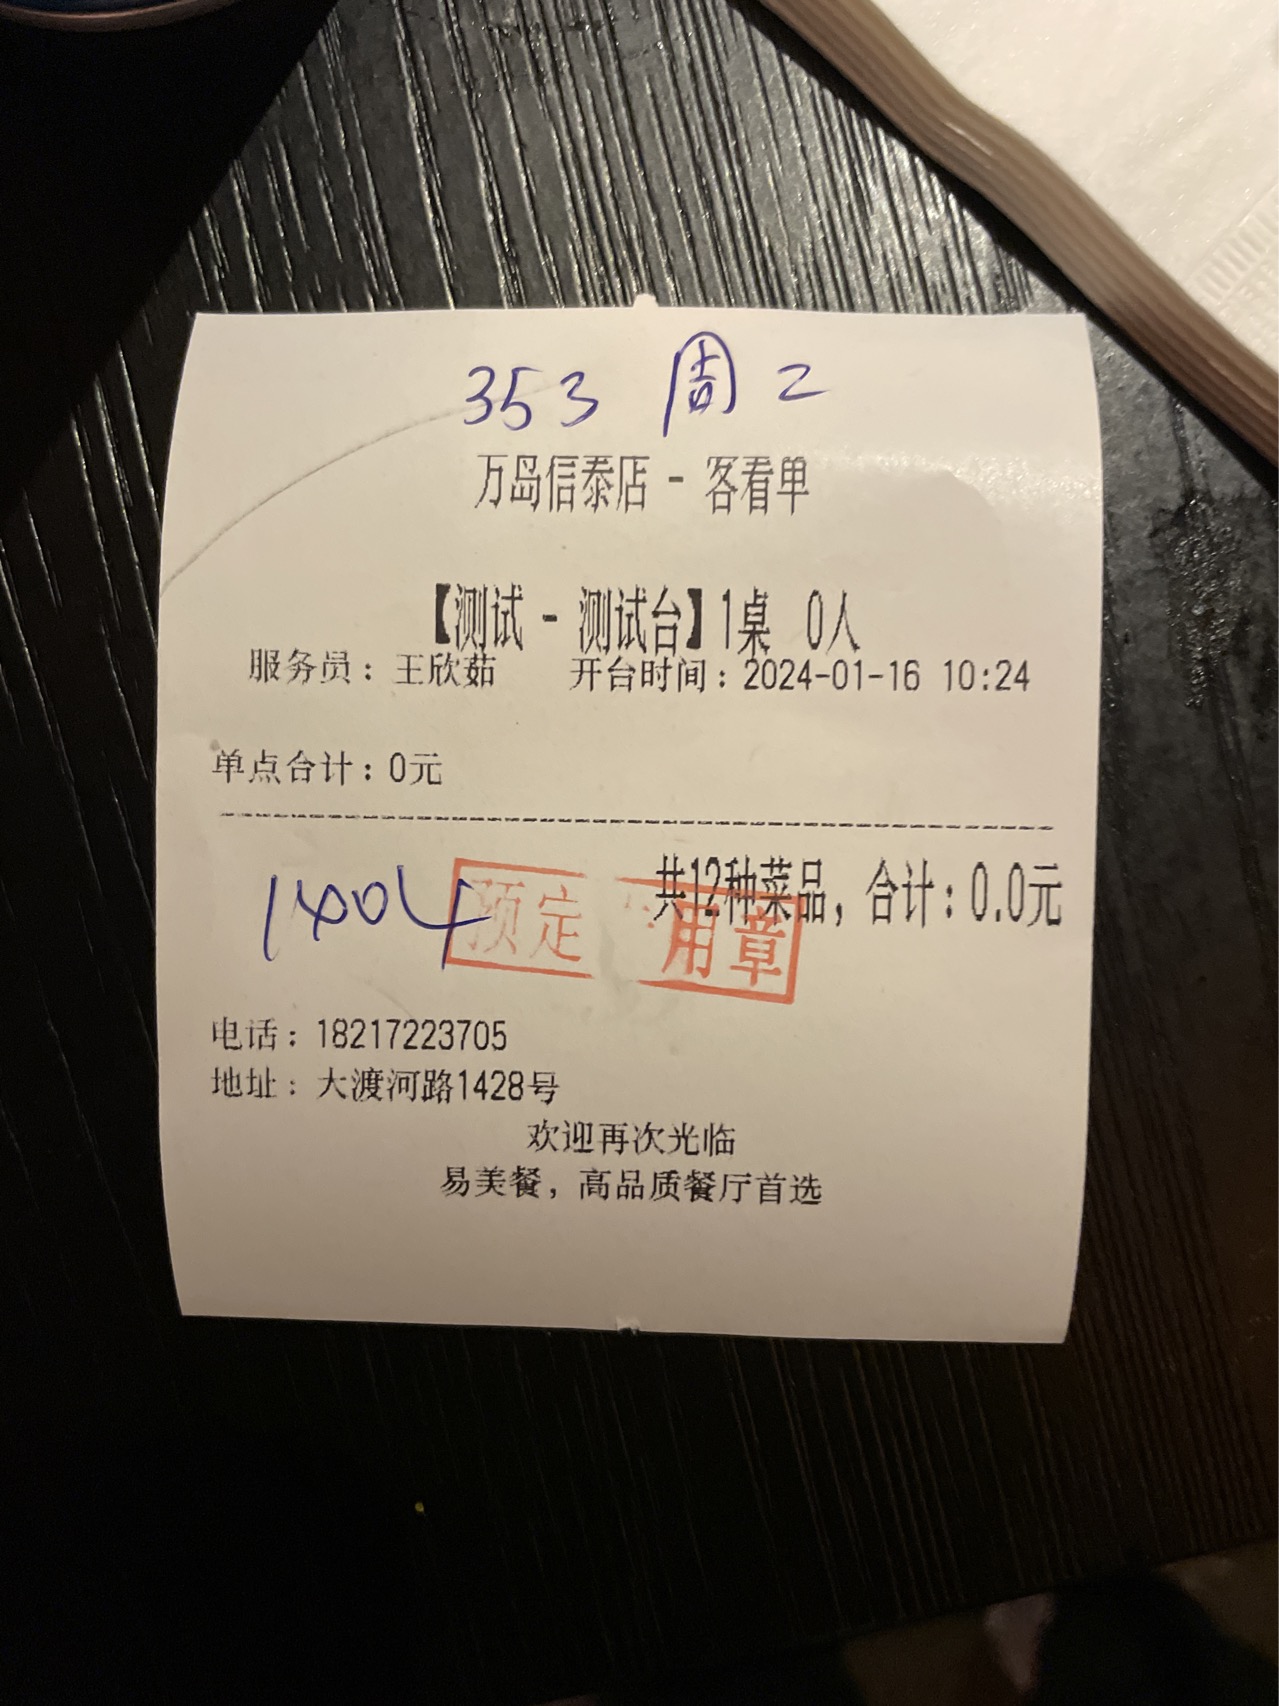 353 周二
万岛信泰店 - 客看单
【测试 - 测试台】1桌 0人
服务员：王欣茹 开台时间：2024-01-16 10:24
单点合计：0元
共12种菜品，合计：0.0元
1404
预定 用章
电话：18217223705
地址：大渡河路1428号
欢迎再次光临
易美餐，高品质餐厅首选